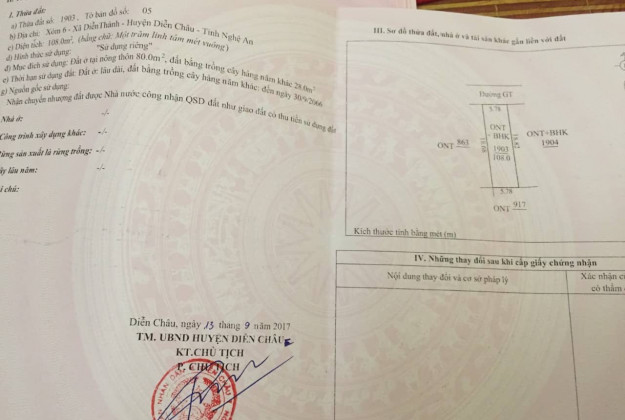 1. Thửa đất:
a) Thửa đất số: 1903, Tờ bản đồ số: 05
b) Địa chỉ: Xóm 6 - Xã Diễn Thành - Huyện Diễn Châu - Tỉnh Nghệ An
c) Diện tích: 108.0m², (bằng chữ: Một trăm linh tám mét vuông)
d) Hình thức sử dụng: "Sử dụng riêng"
đ) Mục đích sử dụng: Đất ở tại nông thôn 80.0m², đất bằng trồng cây hàng năm khác 28.0m²
e) Thời hạn sử dụng đất: Đất ở: lâu dài, đất bằng trồng cây hàng năm khác: đến ngày 30/9/2066
g) Nguồn gốc sử dụng:
Nhận chuyển nhượng đất được Nhà nước công nhận QSD đất như giao đất có thu tiền sử dụng đất
Nhà ở: -/-
Công trình xây dựng khác: -/-
Rừng sản xuất là rừng trồng: -/-
ây lâu năm: -/-
i chú:
Diễn Châu, ngày 13 tháng 9 năm 2017
TM. UBND HUYỆN DIỄN CHÂU
KT.CHỦ TỊCH
P. CHỦ TỊCH
III. Sơ đồ thửa đất, nhà ở và tài sản khác gắn liền với đất
Đường GT
5.78
ONT
+ BHK
1903
108.0
ONT 863
ONT+BHK
1904
5.78
ONT 917
Kích thước tính bằng mét (m)
IV. Những thay đổi sau khi cấp giấy chứng nhận
Nội dung thay đổi và cơ sở pháp lý
Xác nhận c
có thẩm